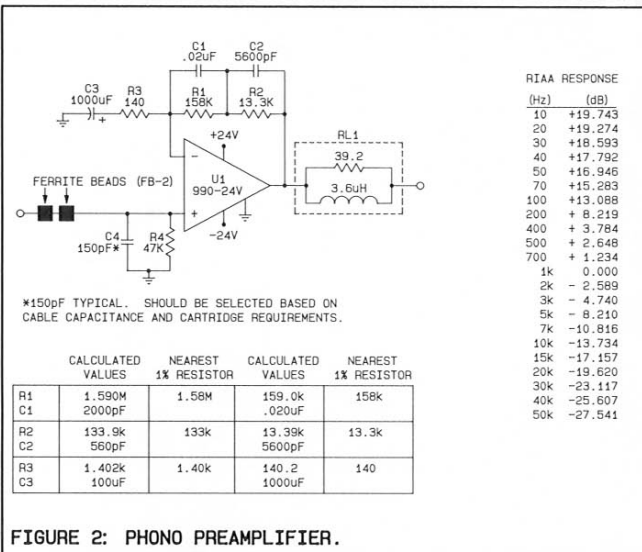 C1
.02uF
C2
5600pF
C3
1000uF
R3
140
R1
158K
R2
13.3K
+
+24V
RL1
39.2
3.6uH
-
U1
990-24V
+
-24V
FERRITE BEADS (FB-2)
C4
150pF*
R4
47K
*150pF TYPICAL. SHOULD BE SELECTED BASED ON
CABLE CAPACITANCE AND CARTRIDGE REQUIREMENTS.
RIAA RESPONSE
(Hz) (dB)
10 +19.743
20 +19.274
30 +18.593
40 +17.792
50 +16.946
70 +15.283
100 +13.088
200 + 8.219
400 + 3.784
500 + 2.648
700 + 1.234
1k 0.000
2k - 2.589
3k - 4.740
5k - 8.210
7k -10.816
10k -13.734
15k -17.157
20k -19.620
30k -23.117
40k -25.607
50k -27.541
CALCULATED NEAREST CALCULATED NEAREST
VALUES 1% RESISTOR VALUES 1% RESISTOR
R1 1.590M 1.58M 159.0k 158k
C1 2000pF .020uF
R2 133.9k 133k 13.39k 13.3k
C2 560pF 5600pF
R3 1.402k 1.40k 140.2 140
C3 100uF 1000uF
FIGURE 2: PHONO PREAMPLIFIER.